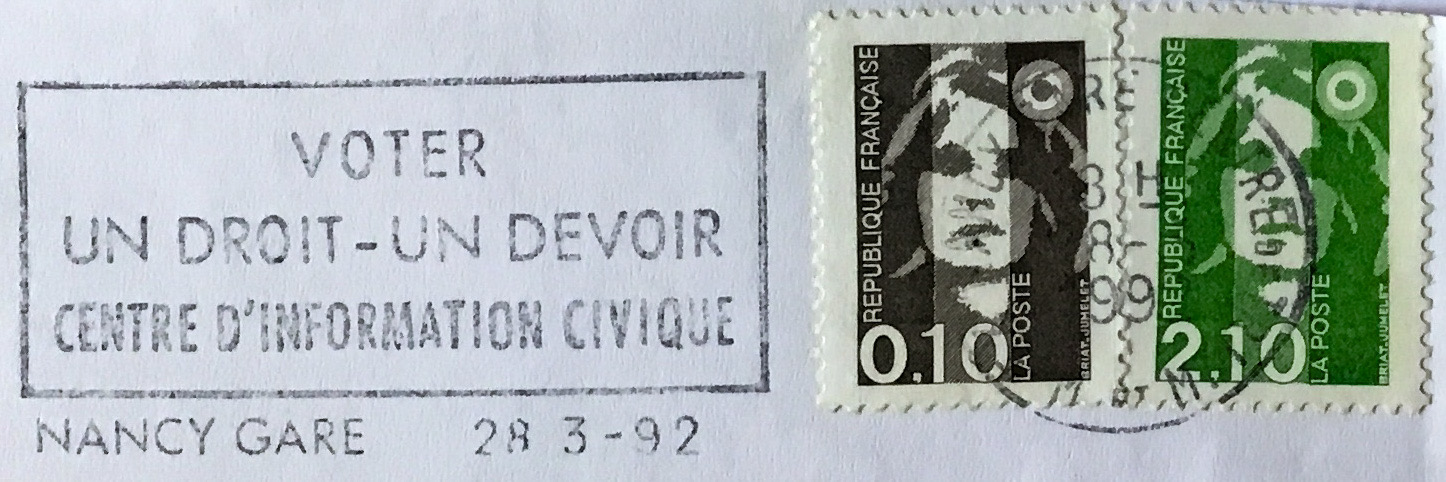 VOTER
UN DROIT-UN DEVOIR
CENTRE D'INFORMATION CIVIQUE
NANCY GARE 28 3-92
REPUBLIQUE FRANÇAISE
0,10
LA POSTE
BRIAT.JUMELET
REPUBLIQUE FRANÇAISE
2,10
LA POSTE
BRIAT.JUMELET